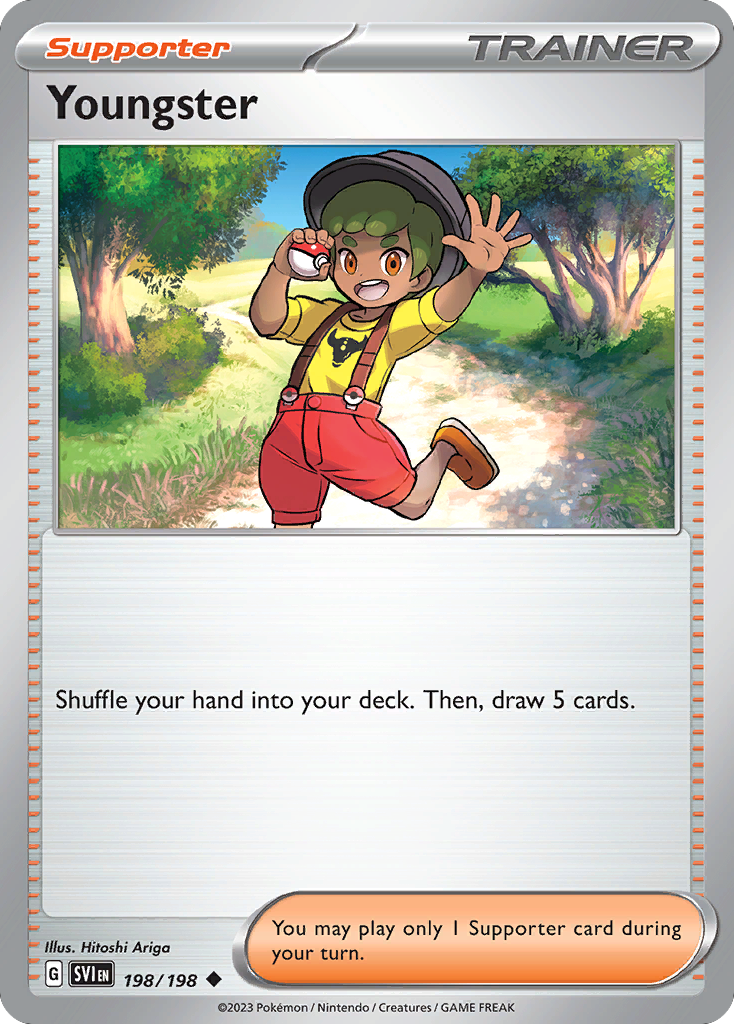 Supporter
TRAINER
Youngster
Shuffle your hand into your deck. Then, draw 5 cards.
You may play only 1 Supporter card during
your turn.
Illus. Hitoshi Ariga
G SVI EN 198/198
©2023 Pokémon / Nintendo / Creatures / GAME FREAK